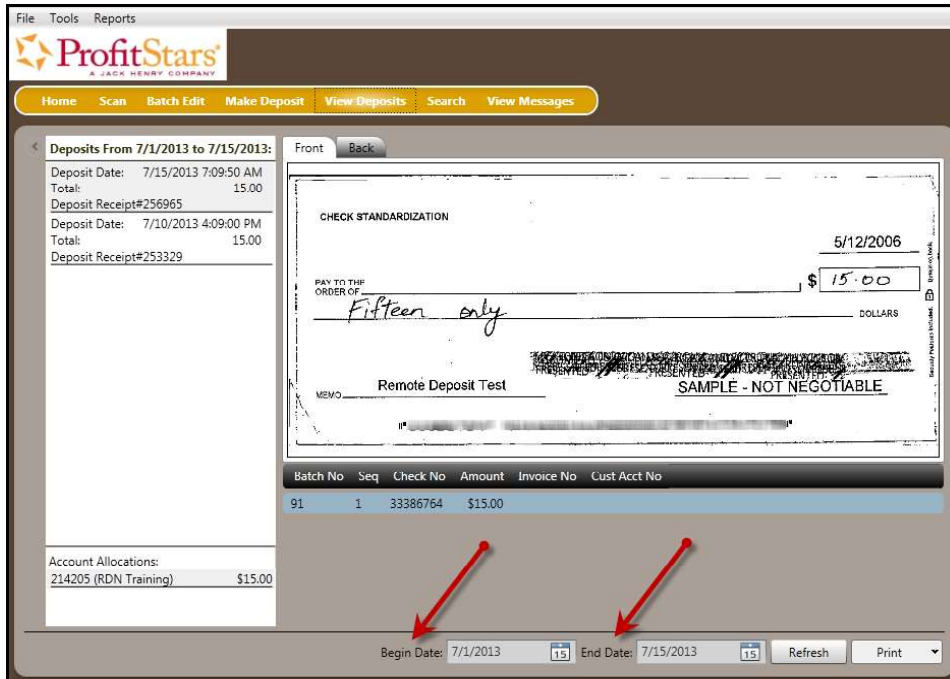 File Tools Reports
ProfitStars®
A JACK HENRY COMPANY
Home Scan Batch Edit Make Deposit View Deposits Search View Messages
Deposits From 7/1/2013 to 7/15/2013:
Deposit Date: 7/15/2013 7:09:50 AM
Total: 15.00
Deposit Receipt#256965
Deposit Date: 7/10/2013 4:09:00 PM
Total: 15.00
Deposit Receipt#253329
Account Allocations:
214205 (RDN Training) $15.00
Front Back
CHECK STANDARDIZATION
5/12/2006
PAY TO THE
ORDER OF
$ 15.00
Fifteen only
DOLLARS
PRESENTED PRESENTED PRESENTED
MEMO Remote Deposit Test
SAMPLE - NOT NEGOTIABLE
Batch No Seq Check No Amount Invoice No Cust Acct No
91 1 33386764 $15.00
Begin Date: 7/1/2013 15 End Date: 7/15/2013 15 Refresh Print